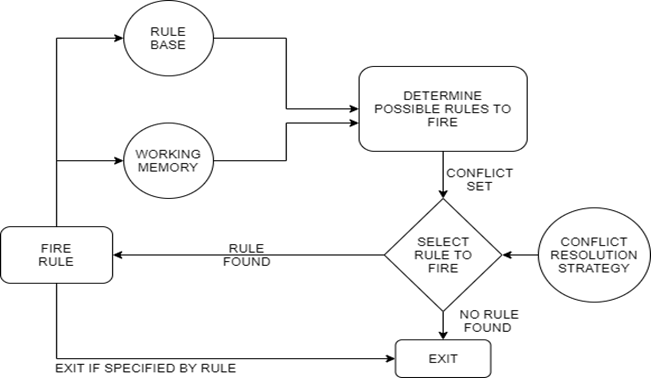 RULE
BASE
DETERMINE
POSSIBLE RULES TO
FIRE
WORKING
MEMORY
CONFLICT
SET
FIRE
RULE
RULE
FOUND
SELECT
RULE TO
FIRE
CONFLICT
RESOLUTION
STRATEGY
NO RULE
FOUND
EXIT
EXIT IF SPECIFIED BY RULE